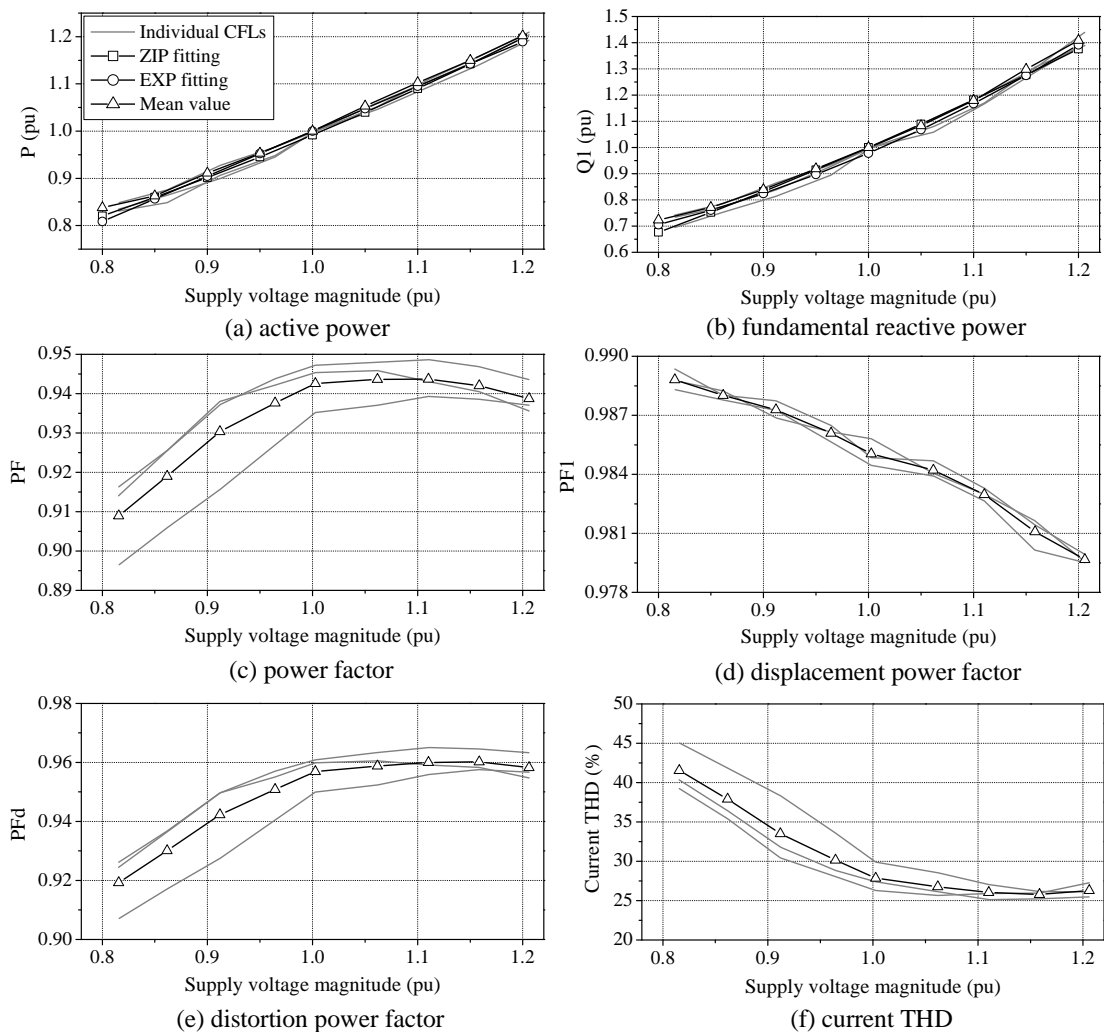 Individual CFLs
ZIP fitting
EXP fitting
Mean value
P (pu)
1.2
1.1
1.0
0.9
0.8
0.8 0.9 1.0 1.1 1.2
Supply voltage magnitude (pu)
(a) active power
Q1 (pu)
1.5
1.4
1.3
1.2
1.1
1.0
0.9
0.8
0.7
0.6
0.8 0.9 1.0 1.1 1.2
Supply voltage magnitude (pu)
(b) fundamental reactive power
PF
0.95
0.94
0.93
0.92
0.91
0.90
0.89
0.8 0.9 1.0 1.1 1.2
Supply voltage magnitude (pu)
(c) power factor
PF1
0.990
0.987
0.984
0.981
0.978
0.8 0.9 1.0 1.1 1.2
Supply voltage magnitude (pu)
(d) displacement power factor
PFd
0.98
0.96
0.94
0.92
0.90
0.8 0.9 1.0 1.1 1.2
Supply voltage magnitude (pu)
(e) distortion power factor
Current THD (%)
50
45
40
35
30
25
20
0.8 0.9 1.0 1.1 1.2
Supply voltage magnitude (pu)
(f) current THD